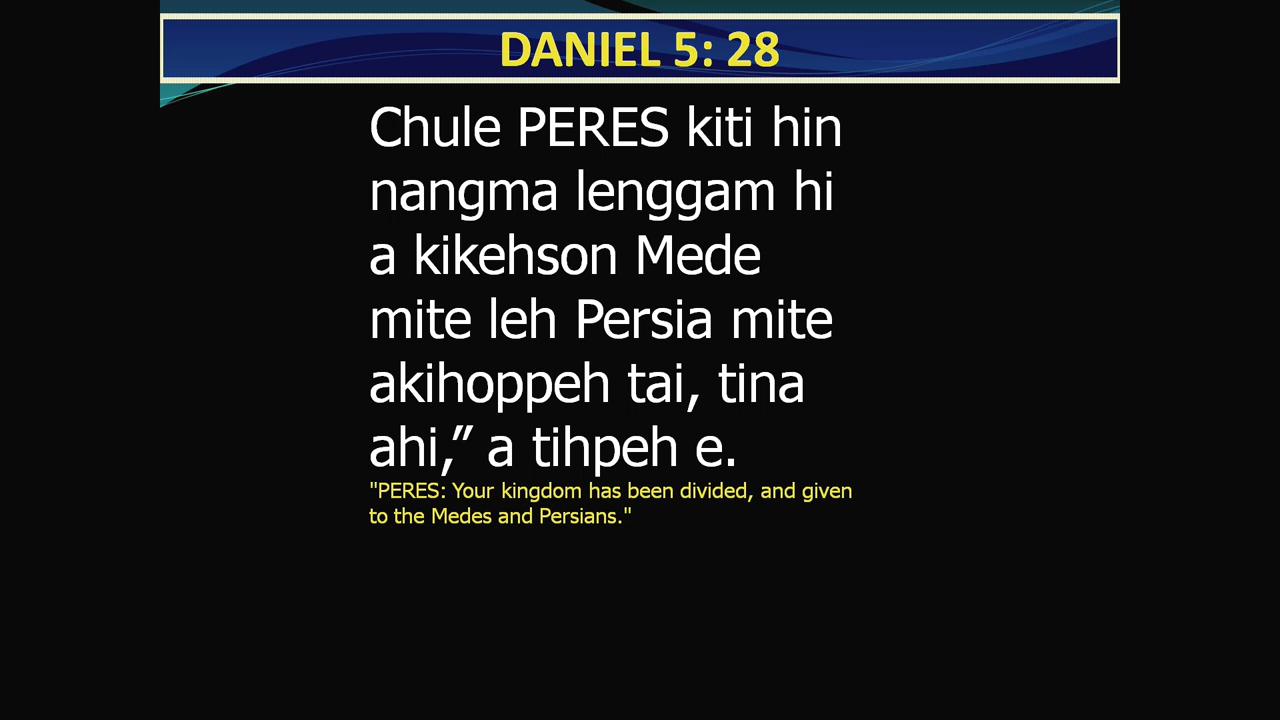 DANIEL 5: 28
Chule PERES kiti hin
nangma lenggam hi
a kikehson Mede
mite leh Persia mite
akihoppeh tai, tina
ahi,” a tihpeh e.
"PERES: Your kingdom has been divided, and given
to the Medes and Persians."